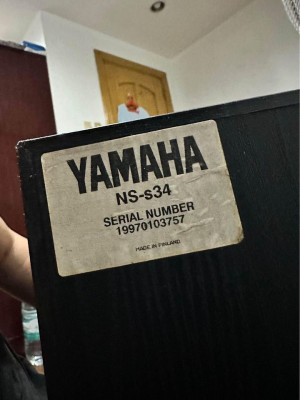 YAMAHA
NS-s34
SERIAL NUMBER
19970103757
MADE IN FINLAND